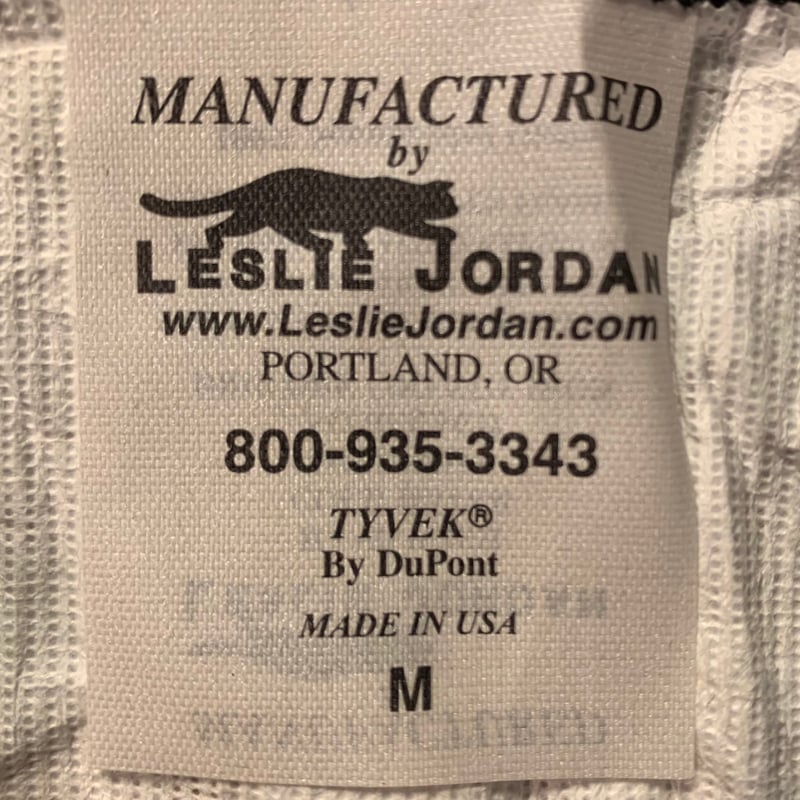 MANUFACTURED
by
LESLIE JORDAN
www.LeslieJordan.com
PORTLAND, OR
800-935-3343
TYVEK®
By DuPont
MADE IN USA
M